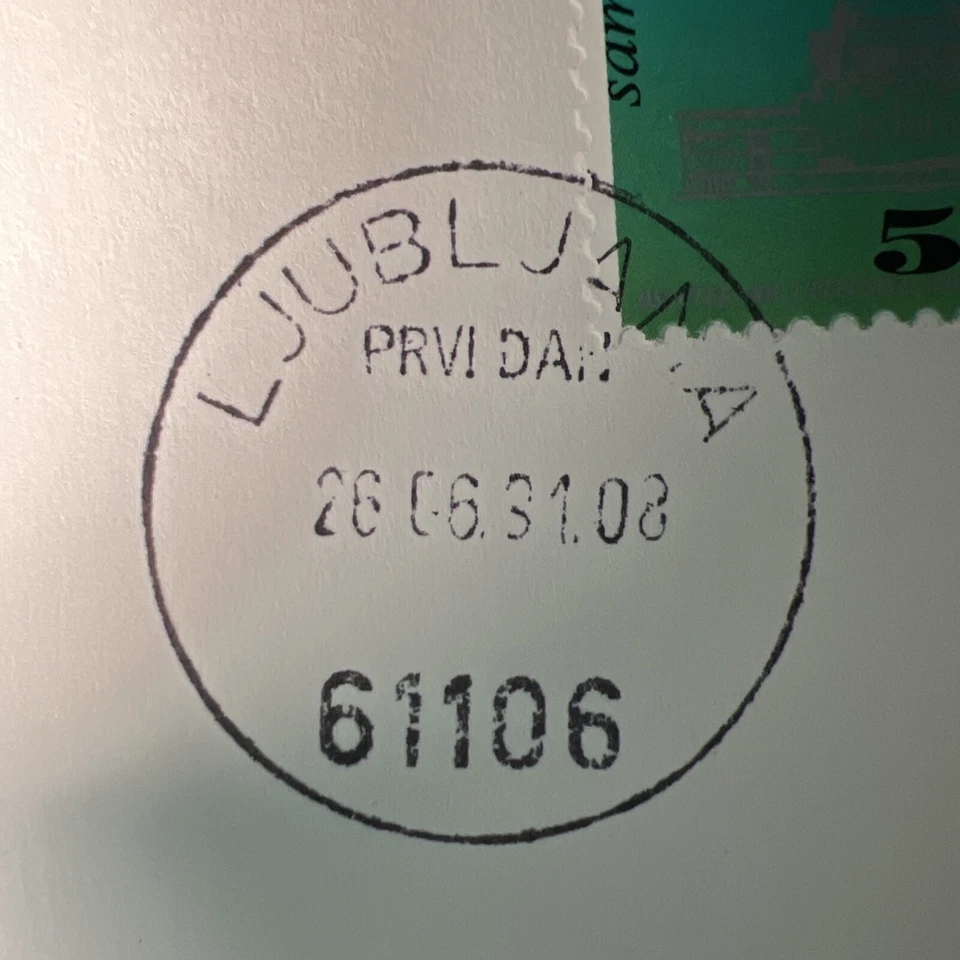 sam
5
LJUBLJANA
PRVI DAN
26 06.91.08
61106